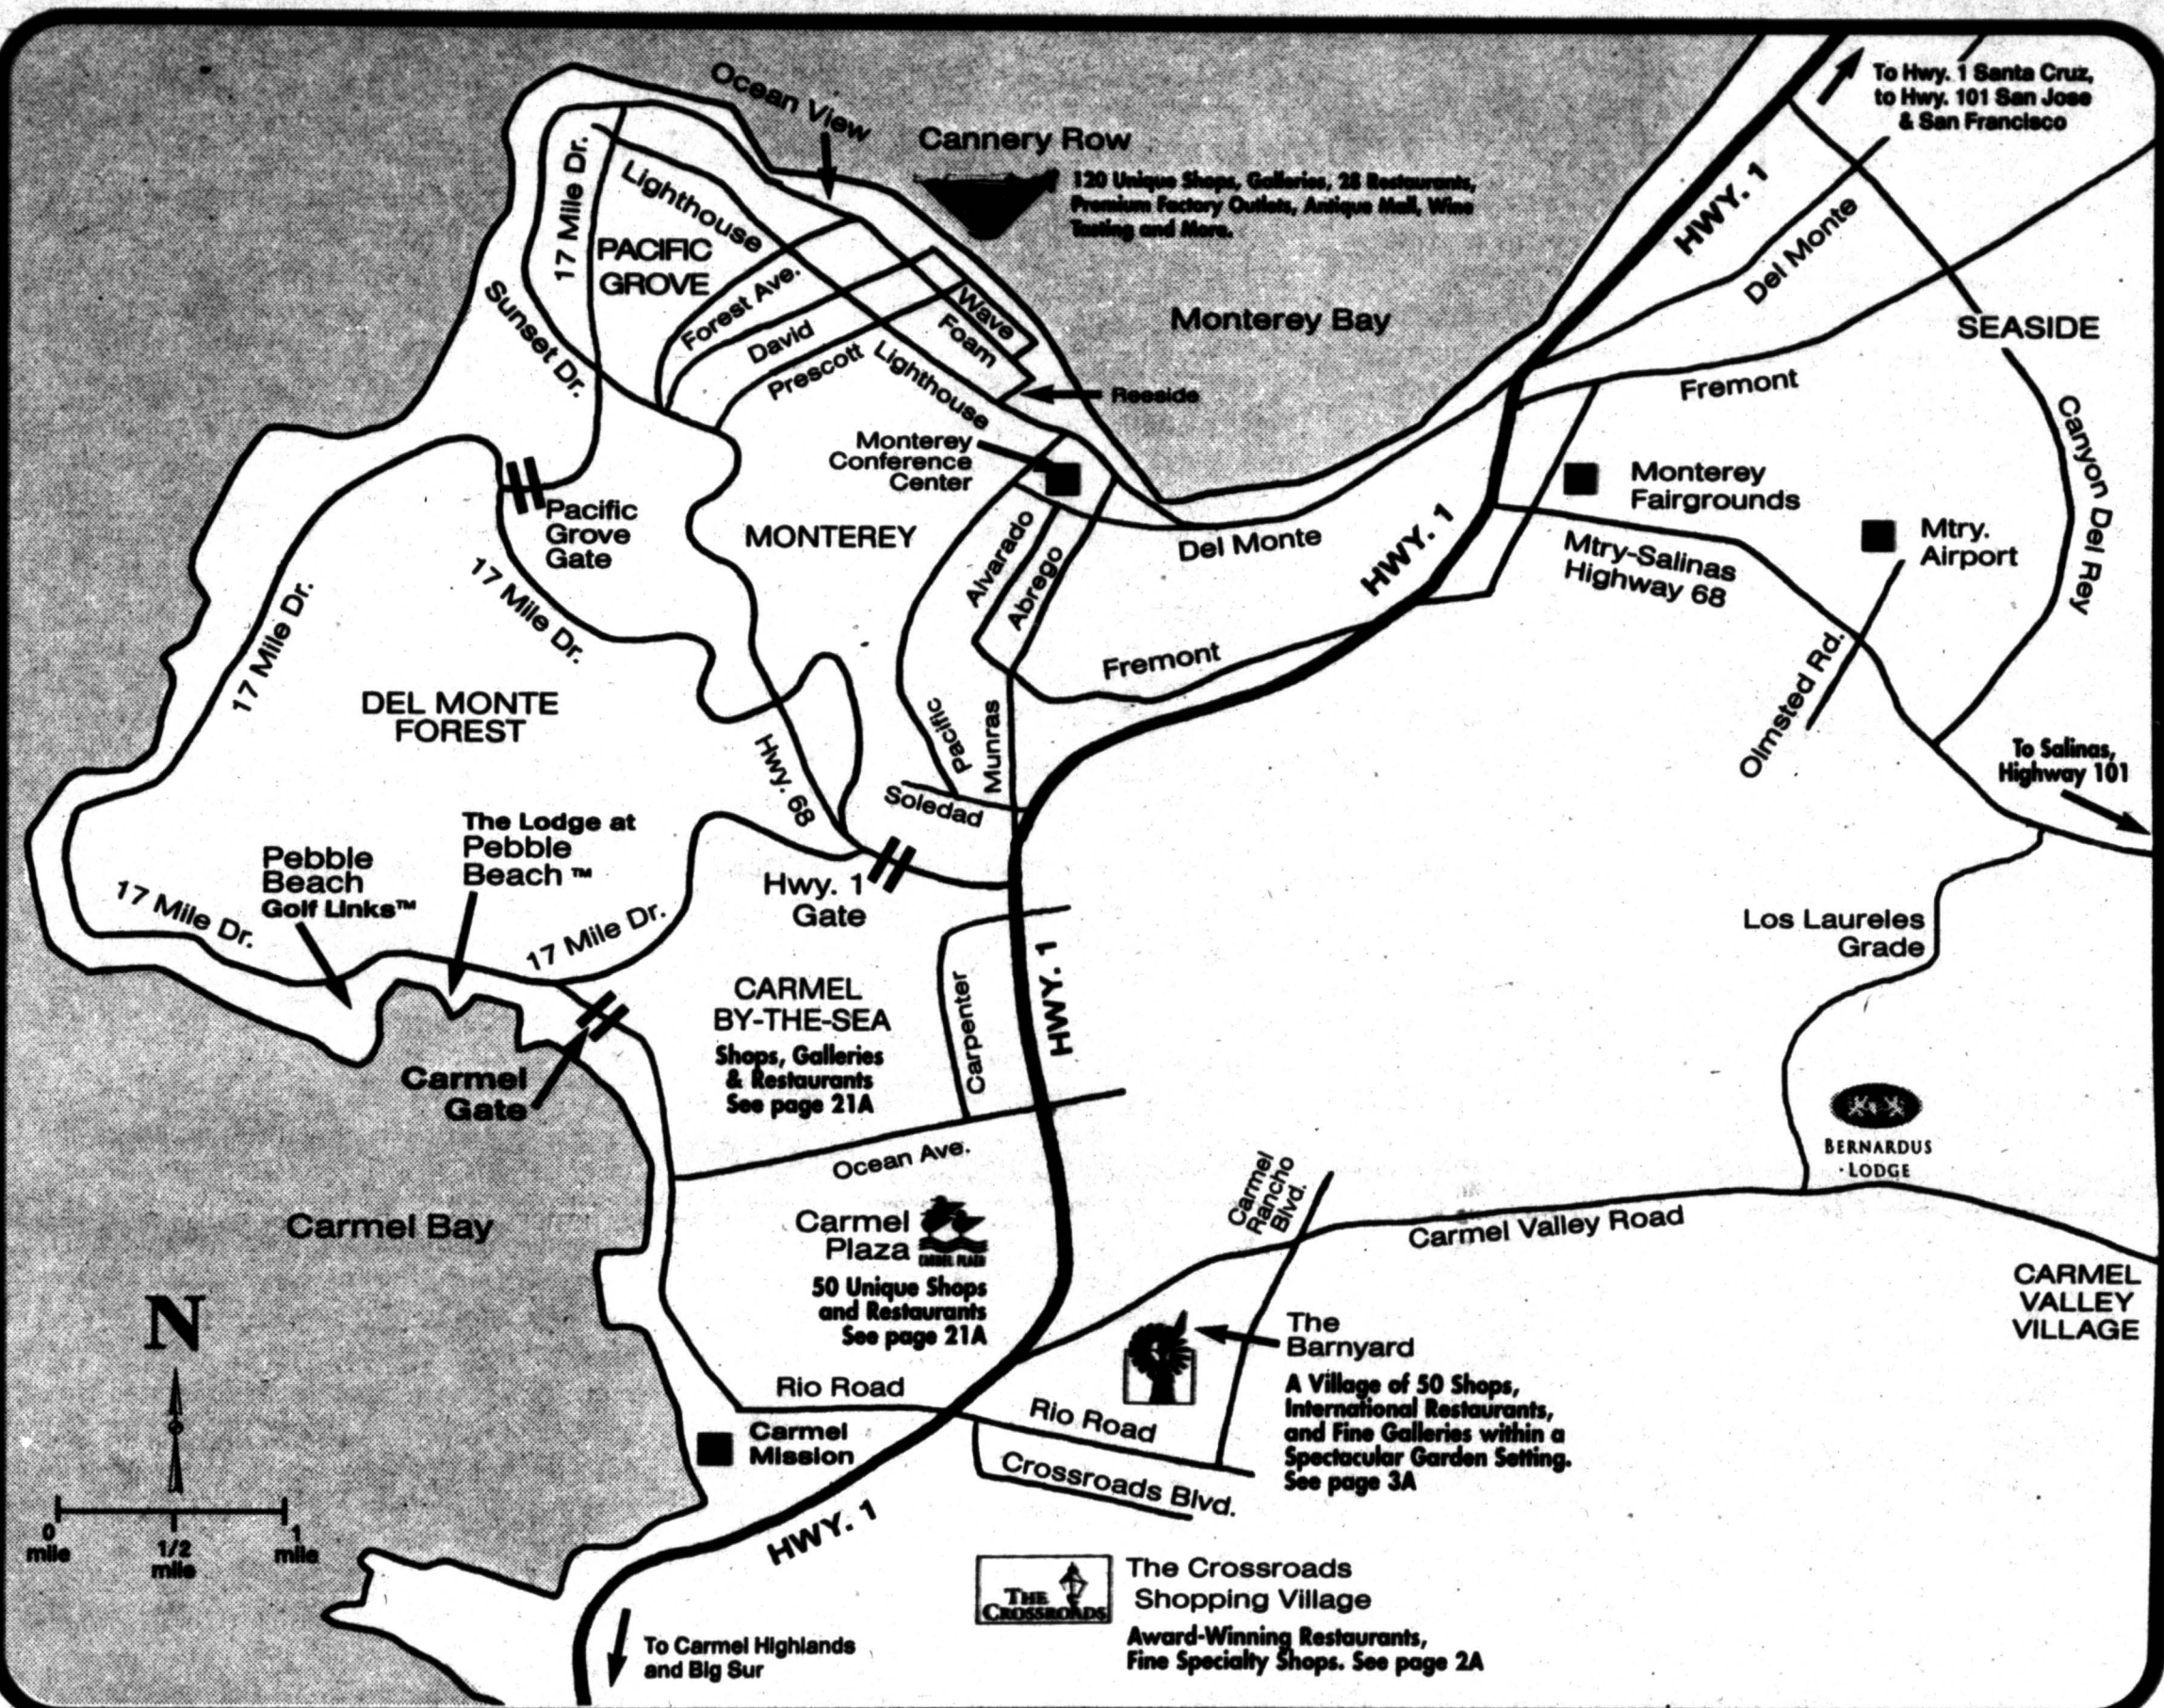 To Hwy. 1 Santa Cruz,
to Hwy. 101 San Jose
& San Francisco
Ocean View
Cannery Row
120 Unique Shops, Galleries, 28 Restaurants,
Premium Factory Outlets, Antique Mall, Wine
Tasting and More.
HWY. 1
Del Monte
17 Mile Dr.
Lighthouse
PACIFIC
GROVE
Forest Ave.
Sunset Dr.
David
Prescott
Wave
Foam
Lighthouse
Reeside
Monterey Bay
SEASIDE
Fremont
Canyon Del Rey
Monterey
Conference
Center
Monterey
Fairgrounds
Mtry.
Airport
Pacific
Grove
Gate
MONTEREY
Alvarado
Abrego
Del Monte
HWY. 1
Mtry-Salinas
Highway 68
17 Mile Dr.
17 Mile Dr.
Fremont
Olmsted Rd.
DEL MONTE
FOREST
Pacific
Munras
Hwy. 68
Soledad
To Salinas,
Highway 101
The Lodge at
Pebble
Beach ™
Pebble
Beach
Golf Links™
17 Mile Dr.
17 Mile Dr.
Hwy. 1
Gate
Los Laureles
Grade
CARMEL
BY-THE-SEA
Shops, Galleries
& Restaurants
See page 21A
Carpenter
HWY. 1
Carmel
Gate
BERNARDUS
LODGE
Ocean Ave.
Carmel
Rancho
Blvd.
Carmel Valley Road
Carmel Bay
Carmel
Plaza
CARMEL PLAZA
50 Unique Shops
and Restaurants
See page 21A
CARMEL
VALLEY
VILLAGE
N
The
Barnyard
A Village of 50 Shops,
International Restaurants,
and Fine Galleries within a
Spectacular Garden Setting.
See page 3A
Rio Road
Rio Road
Carmel
Mission
Crossroads Blvd.
0
mile
1/2
mile
1
mile
HWY. 1
THE
CROSSROADS
The Crossroads
Shopping Village
Award-Winning Restaurants,
Fine Specialty Shops. See page 2A
To Carmel Highlands
and Big Sur